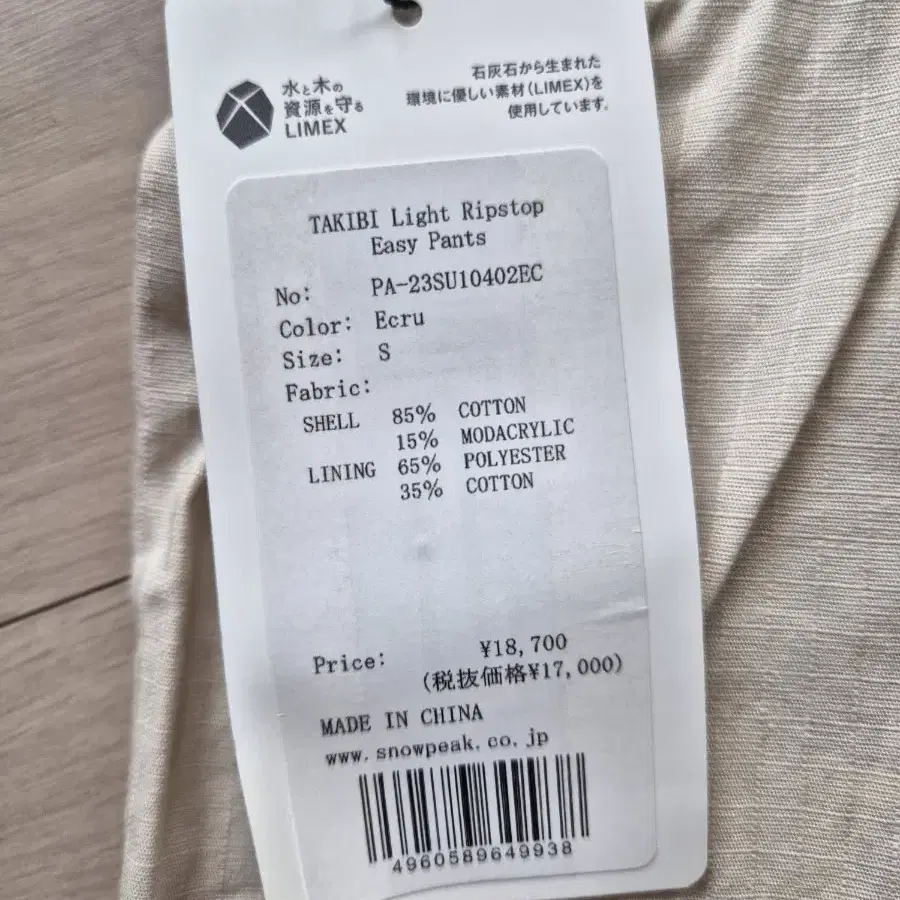 水と木の
資源を守る
LIMEX
石灰石から生まれた
環境に優しい素材(LIMEX)を
使用しています。
TAKIBI Light Ripstop
Easy Pants
No: PA-23SU10402EC
Color: Ecru
Size: S
Fabric:
SHELL 85% COTTON
15% MODACRYLIC
LINING 65% POLYESTER
35% COTTON
Price: ¥18,700
(税抜価格¥17,000)
MADE IN CHINA
www.snowpeak.co.jp
4960589649938